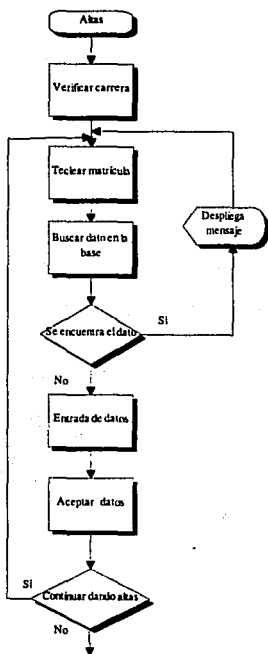 Altas
Verificar carrera
Teclear matrícula
Despliega
mensaje
Buscar dato en la
base
Se encuentra el dato
Si
No
Entrada de datos
Aceptar datos
Si
Continuar dando altas
No